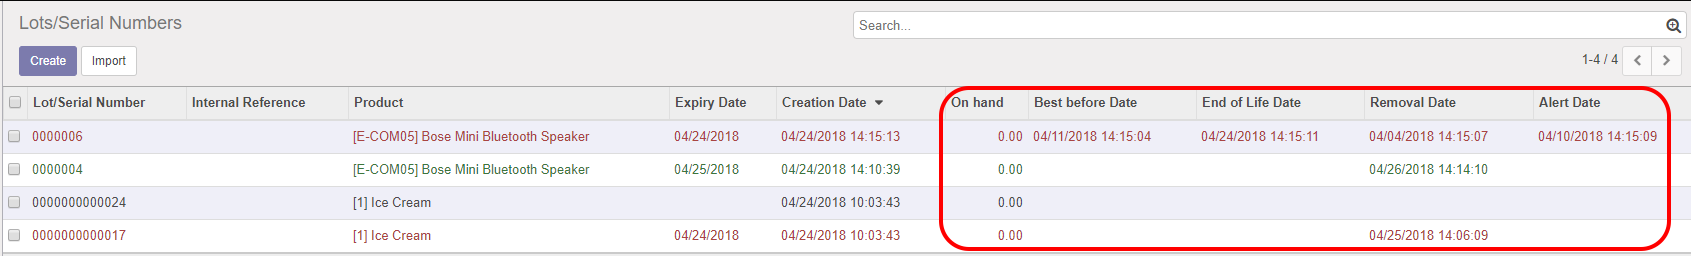 Lots/Serial Numbers
Search...
Create Import
1-4 / 4
Lot/Serial Number Internal Reference Product Expiry Date Creation Date On hand Best before Date End of Life Date Removal Date Alert Date
0000006 [E-COM05] Bose Mini Bluetooth Speaker 04/24/2018 04/24/2018 14:15:13 0.00 04/11/2018 14:15:04 04/24/2018 14:15:11 04/04/2018 14:15:07 04/10/2018 14:15:09
0000004 [E-COM05] Bose Mini Bluetooth Speaker 04/25/2018 04/24/2018 14:10:39 0.00 04/26/2018 14:14:10
0000000000024 [1] Ice Cream 04/24/2018 10:03:43 0.00
0000000000017 [1] Ice Cream 04/24/2018 04/24/2018 10:03:43 0.00 04/25/2018 14:06:09